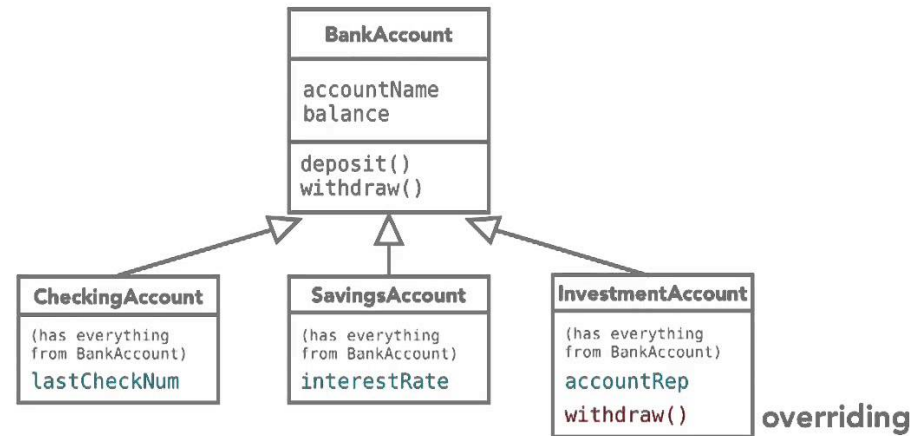 BankAccount
accountName
balance
deposit()
withdraw()
CheckingAccount
(has everything
from BankAccount)
lastCheckNum
SavingsAccount
(has everything
from BankAccount)
interestRate
InvestmentAccount
(has everything
from BankAccount)
accountRep
withdraw()
overriding